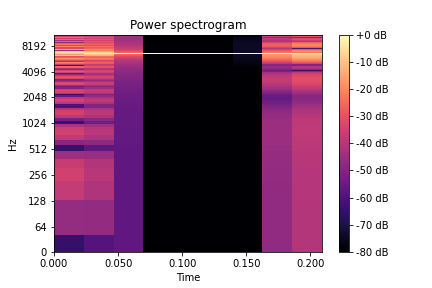 Power spectrogram
8192
4096
2048
1024
512
256
128
64
0
Hz
0.000 0.050 0.100 0.150 0.200
Time
+0 dB
-10 dB
-20 dB
-30 dB
-40 dB
-50 dB
-60 dB
-70 dB
-80 dB